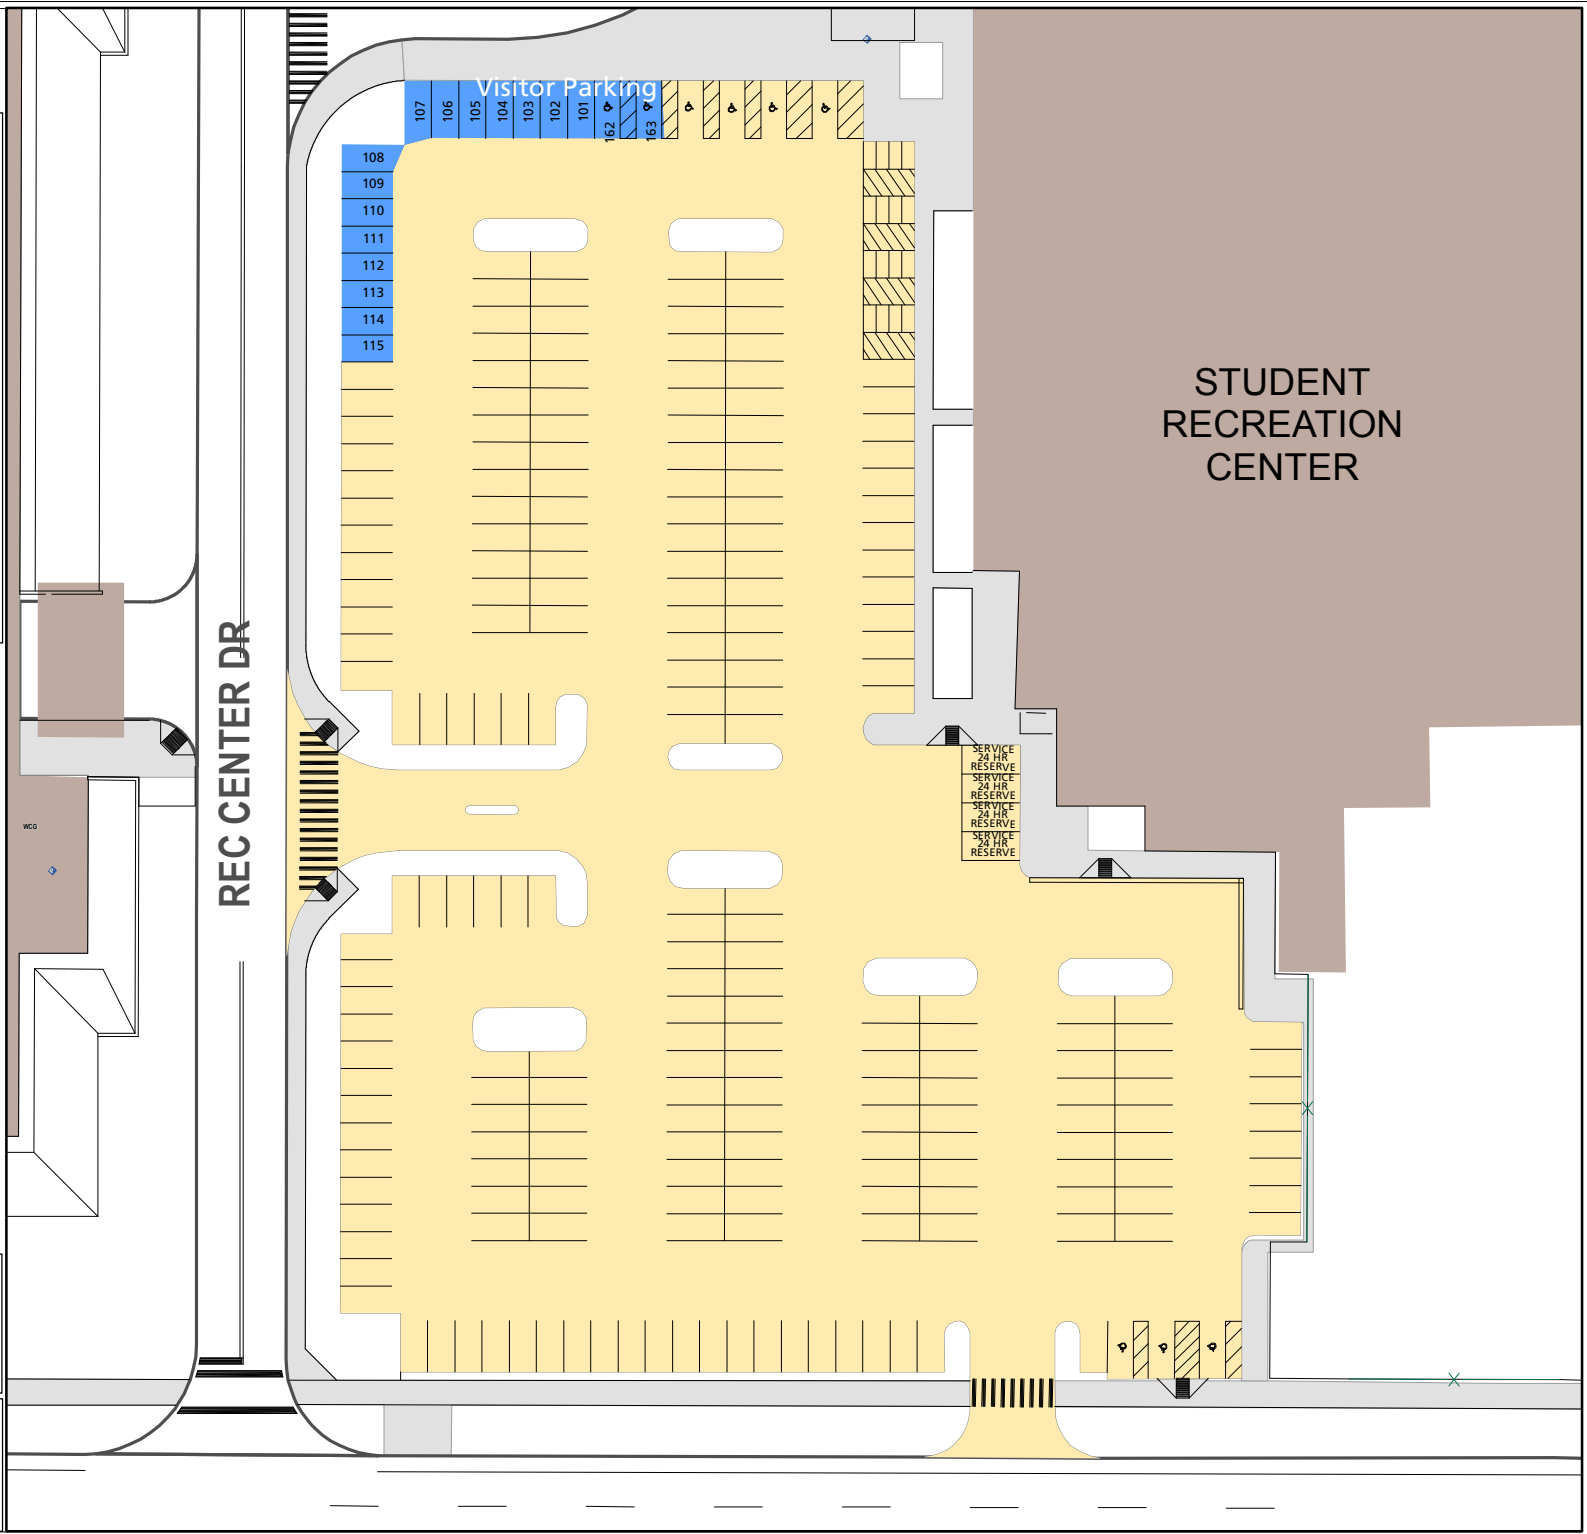 Visitor Parking
107
106
105
104
103
102
101
162
163
108
109
110
111
112
113
114
115
STUDENT
RECREATION
CENTER
REC CENTER DR
SERVICE
24 HR
RESERVE
SERVICE
24 HR
RESERVE
SERVICE
24 HR
RESERVE
SERVICE
24 HR
RESERVE
WCG